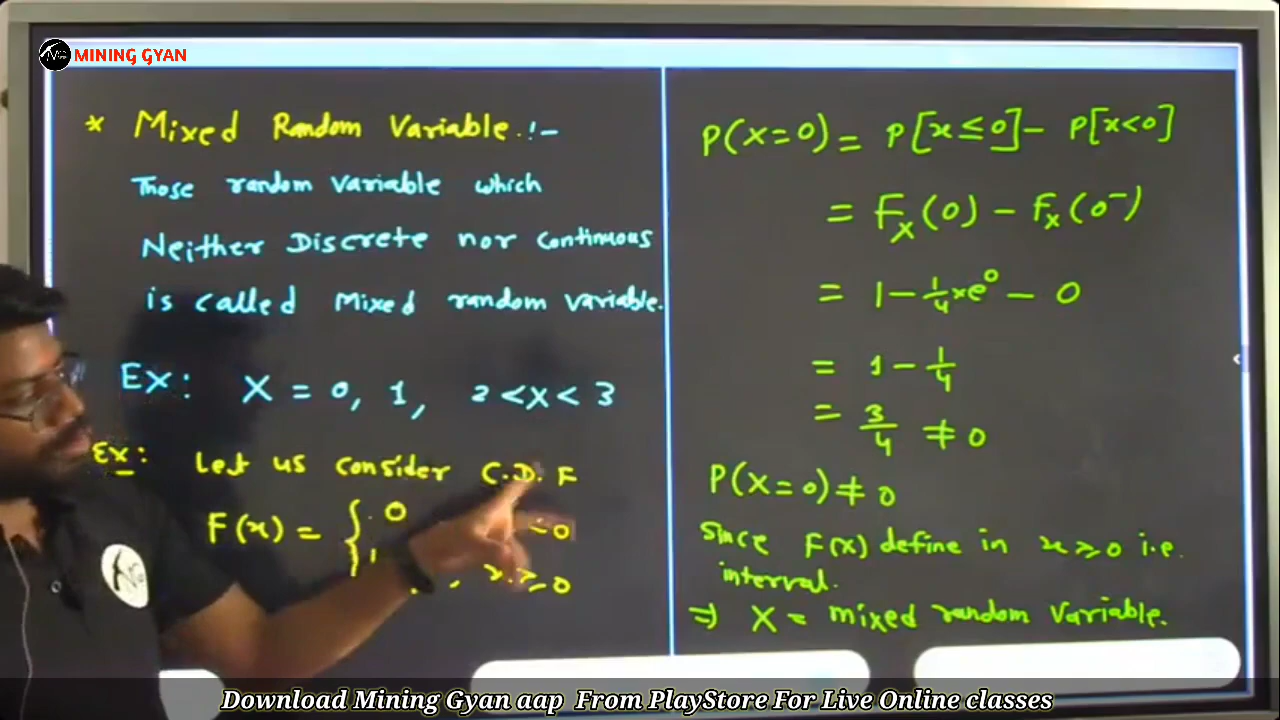 MINING GYAN
* Mixed Random Variable :-
Those random variable which
Neither Discrete nor continuous
is called Mixed random variable.
Ex: X = 0, 1, 2 < X < 3
Ex: Let us consider C.D.F
F(x) = { 0
, x ≥ 0
P(X=0) = P[x≤0] - P[x<0]
= Fx(0) - Fx(0⁻)
= 1 - 1/4 × e⁰ - 0
= 1 - 1/4
= 3/4 ≠ 0
P(X=0) ≠ 0
Since F(x) define in x ≥ 0 i.e.
interval.
⇒ X = mixed random variable.
Download Mining Gyan aap From PlayStore For Live Online classes